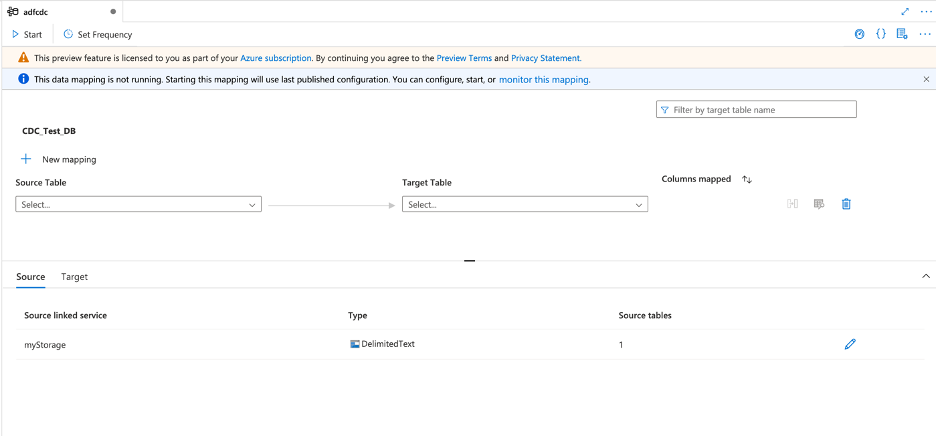 adfcdc
Start Set Frequency
This preview feature is licensed to you as part of your Azure subscription. By continuing you agree to the Preview Terms and Privacy Statement.
This data mapping is not running. Starting this mapping will use last published configuration. You can configure, start, or monitor this mapping.
Filter by target table name
CDC_Test_DB
New mapping
Source Table Target Table Columns mapped
Select... Select...
Source Target
Source linked service Type Source tables
myStorage DelimitedText 1